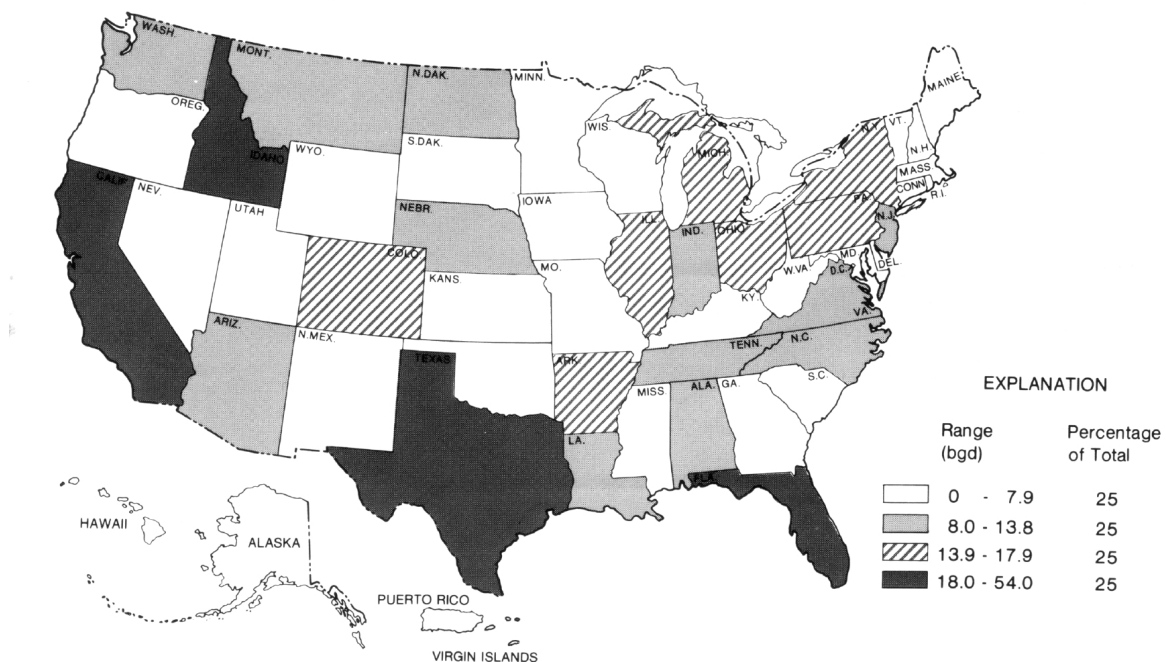 WASH.
MONT.
N.DAK.
MINN.
OREG.
IDAHO
WYO.
S.DAK.
WIS.
MICH.
N.Y.
VT.
MAINE
N.H.
MASS.
CONN.
R.I.
CALIF.
NEV.
UTAH
COLO.
NEBR.
IOWA
ILL.
IND.
OHIO
PA.
N.J.
MD.
DEL.
D.C.
W.VA.
VA.
KANS.
MO.
KY.
ARIZ.
N.MEX.
TEXAS
ARK.
TENN.
N.C.
S.C.
LA.
MISS.
ALA.
GA.
FLA.
HAWAII
ALASKA
PUERTO RICO
VIRGIN ISLANDS
EXPLANATION
Range Percentage
(bgd) of Total
0 - 7.9 25
8.0 - 13.8 25
13.9 - 17.9 25
18.0 - 54.0 25